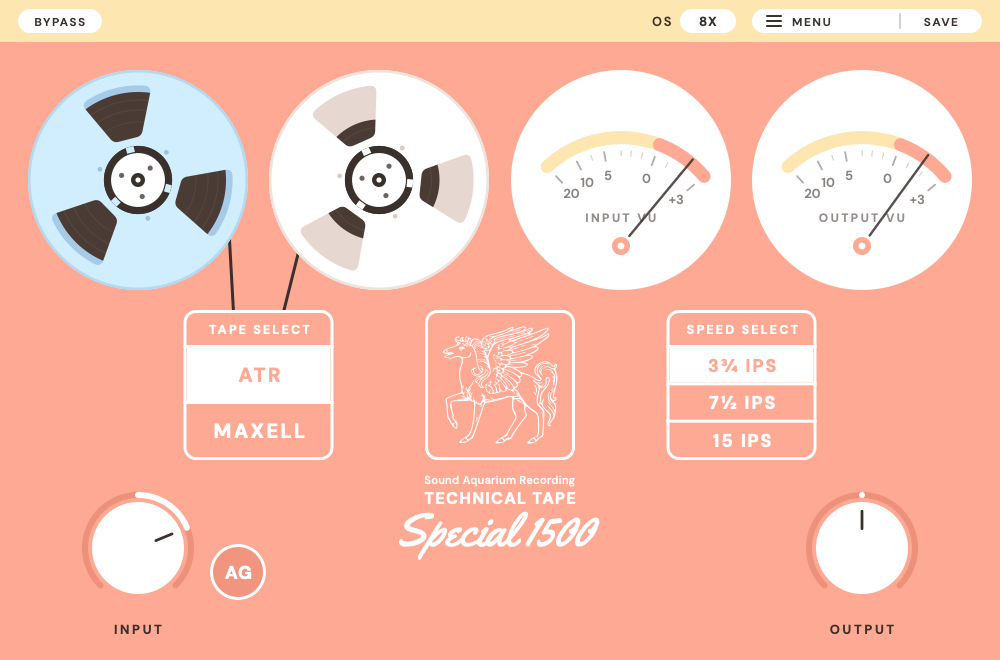 BYPASS
OS 8X
MENU
SAVE
20 10 5 0 +3
INPUT VU
20 10 5 0 +3
OUTPUT VU
TAPE SELECT
ATR
MAXELL
SPEED SELECT
3¾ IPS
7½ IPS
15 IPS
Sound Aquarium Recording
TECHNICAL TAPE
Special 1500
AG
INPUT
OUTPUT